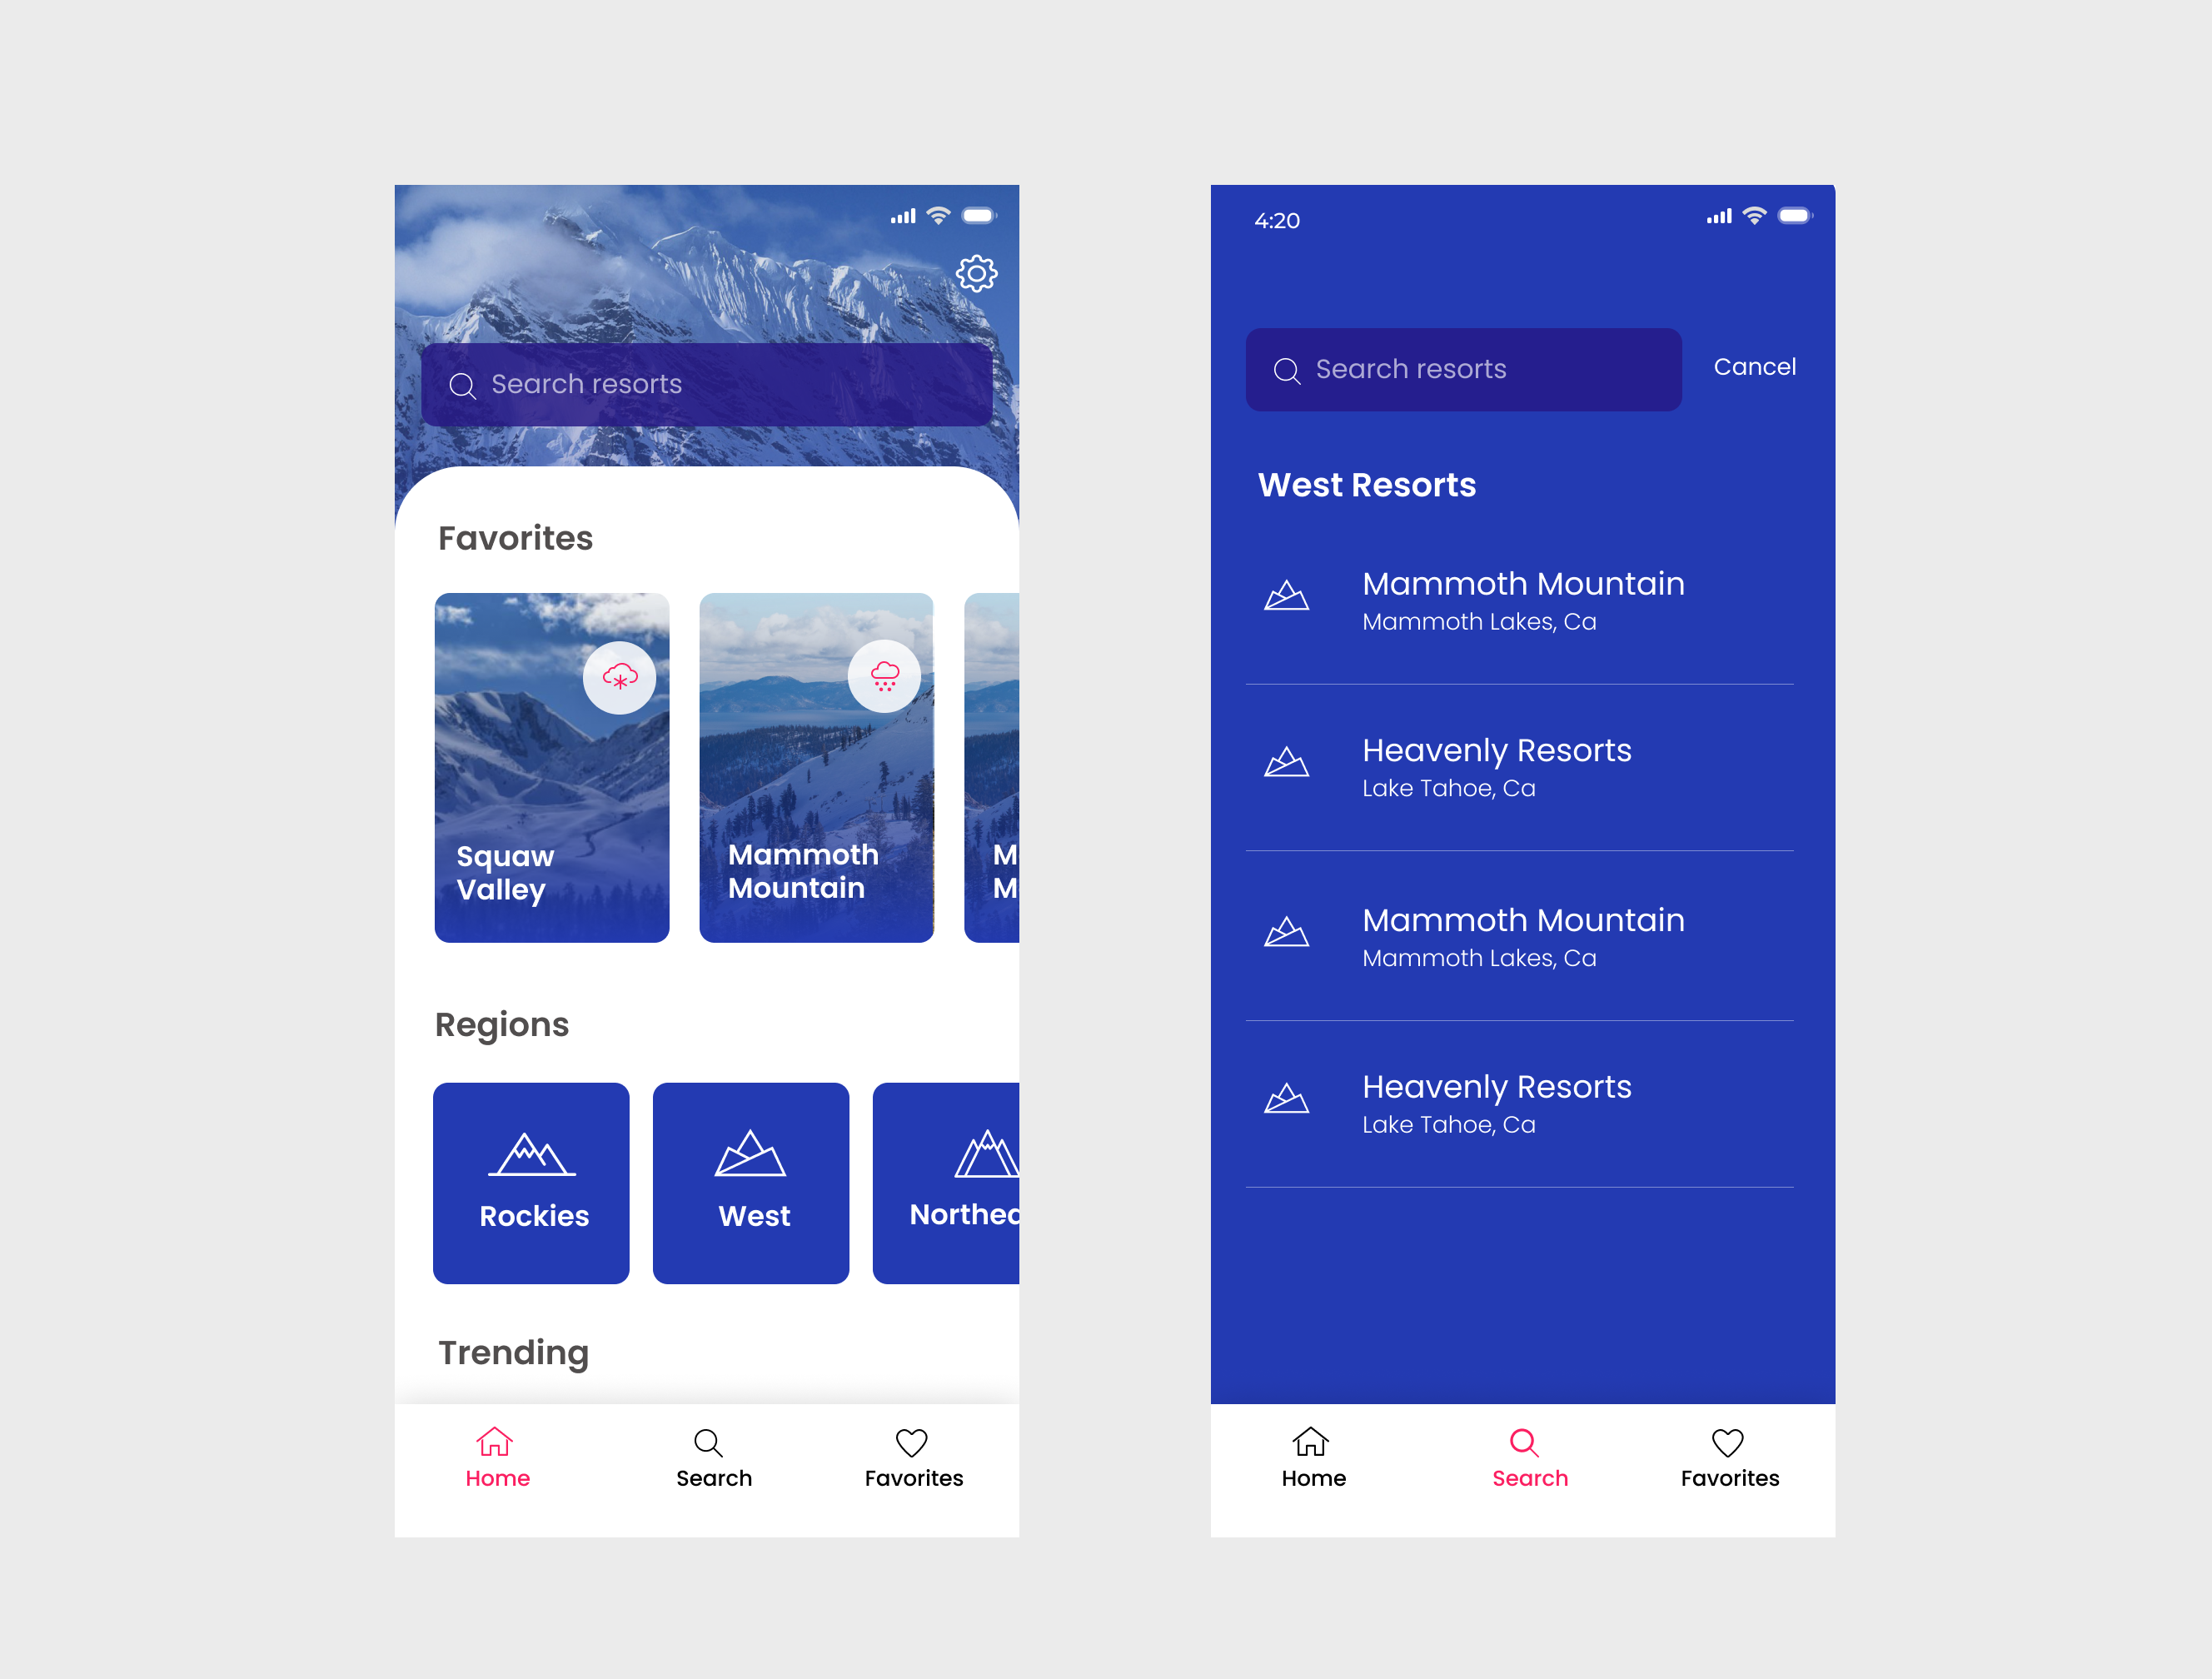 Search resorts
Favorites
Squaw
Valley
Mammoth
Mountain
M
M
Regions
Rockies
West
Northea
Trending
Home
Search
Favorites
4:20
Search resorts
Cancel
West Resorts
Mammoth Mountain
Mammoth Lakes, Ca
Heavenly Resorts
Lake Tahoe, Ca
Mammoth Mountain
Mammoth Lakes, Ca
Heavenly Resorts
Lake Tahoe, Ca
Home
Search
Favorites